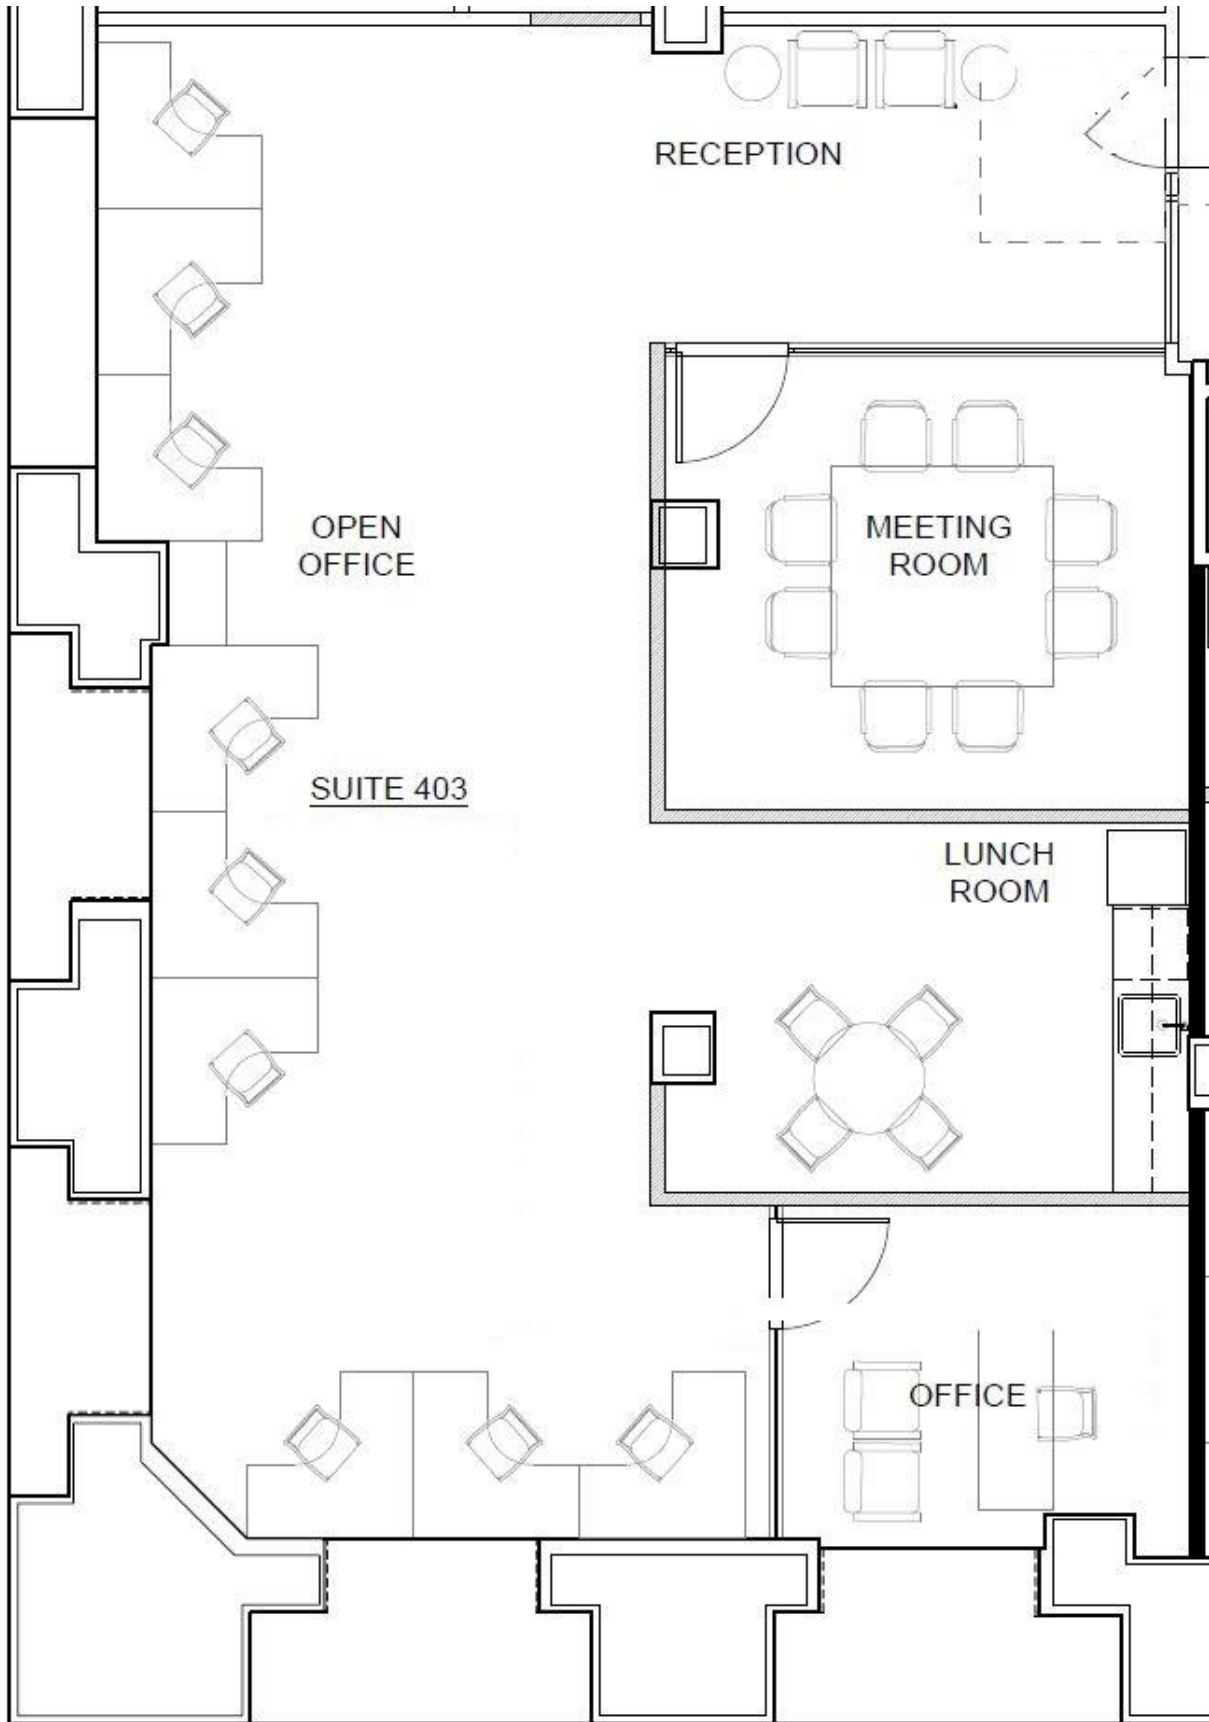 RECEPTION
OPEN
OFFICE
MEETING
ROOM
SUITE 403
LUNCH
ROOM
OFFICE